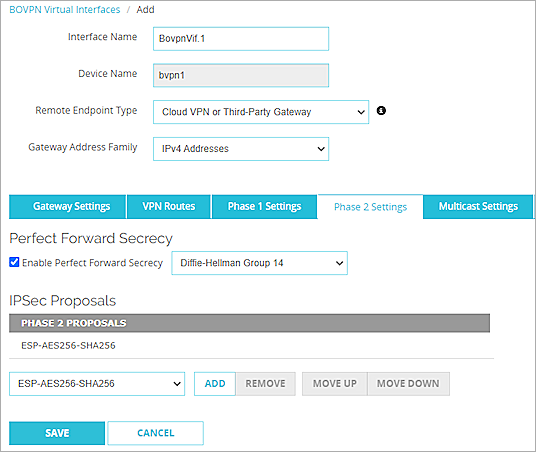 BOVPN Virtual Interfaces / Add
Interface Name BovpnVif.1
Device Name bvpn1
Remote Endpoint Type Cloud VPN or Third-Party Gateway
Gateway Address Family IPv4 Addresses
Gateway Settings VPN Routes Phase 1 Settings Phase 2 Settings Multicast Settings
Perfect Forward Secrecy
Enable Perfect Forward Secrecy Diffie-Hellman Group 14
IPSec Proposals
PHASE 2 PROPOSALS
ESP-AES256-SHA256
ESP-AES256-SHA256 ADD REMOVE MOVE UP MOVE DOWN
SAVE CANCEL